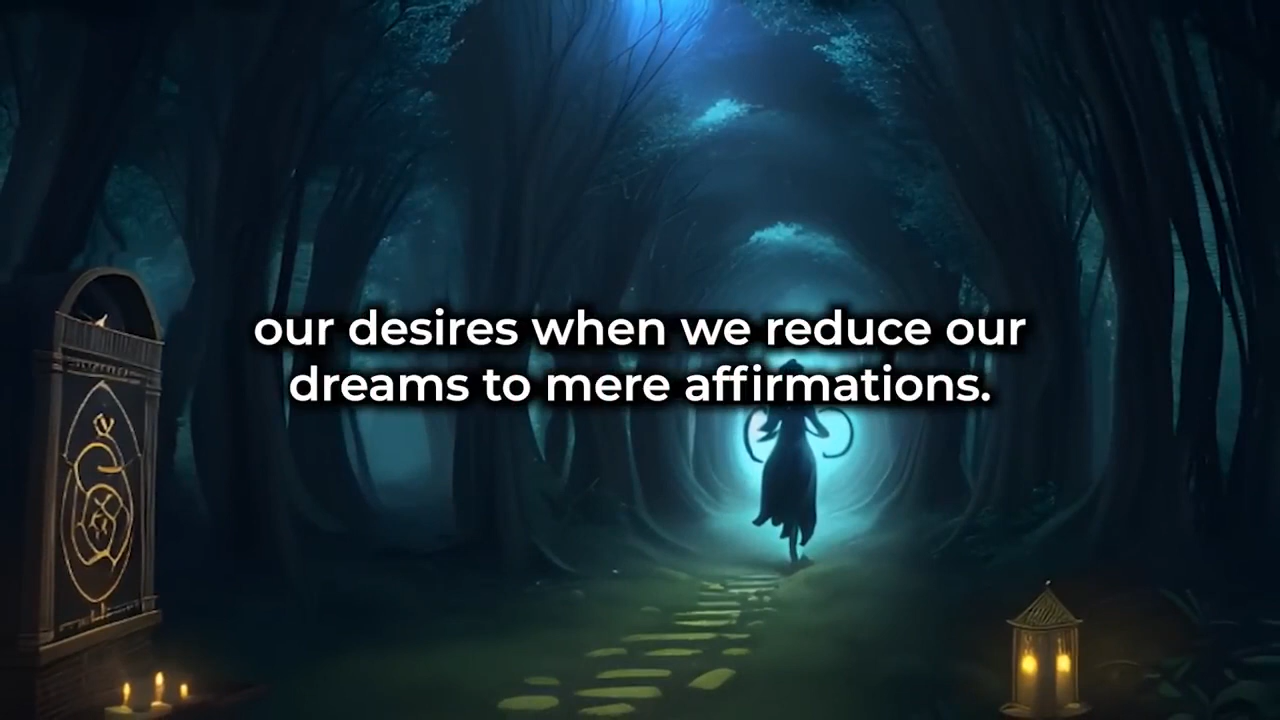 our desires when we reduce our
dreams to mere affirmations.